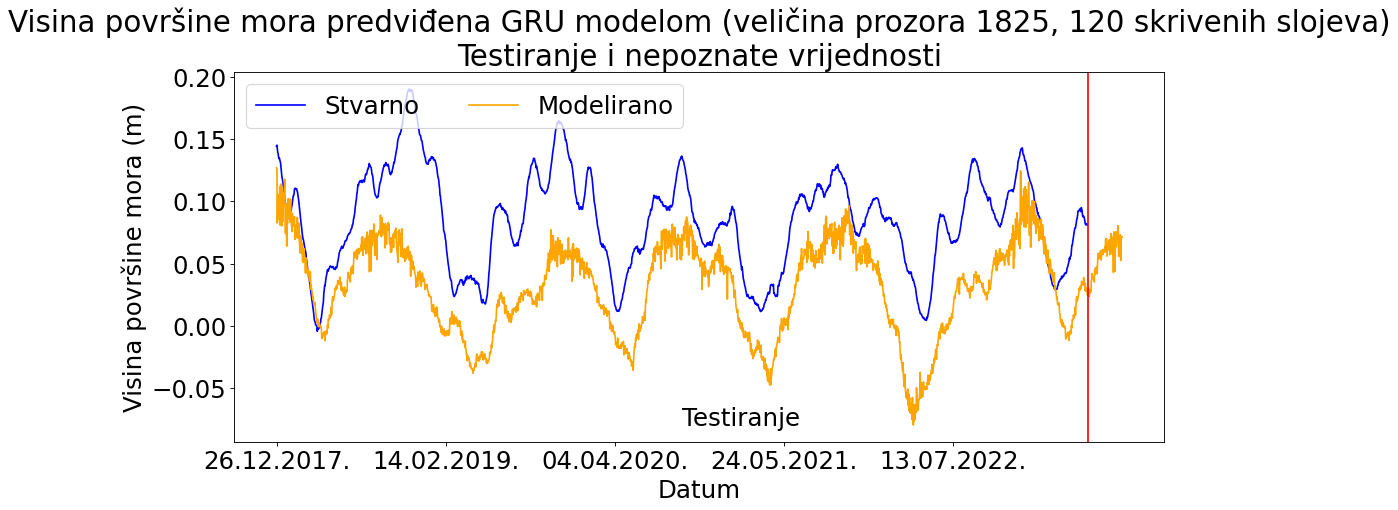 Visina površine mora predviđena GRU modelom (veličina prozora 1825, 120 skrivenih slojeva)
Testiranje i nepoznate vrijednosti
Stvarno Modelirano
Visina površine mora (m)
0.20
0.15
0.10
0.05
0.00
−0.05
Testiranje
26.12.2017. 14.02.2019. 04.04.2020. 24.05.2021. 13.07.2022.
Datum